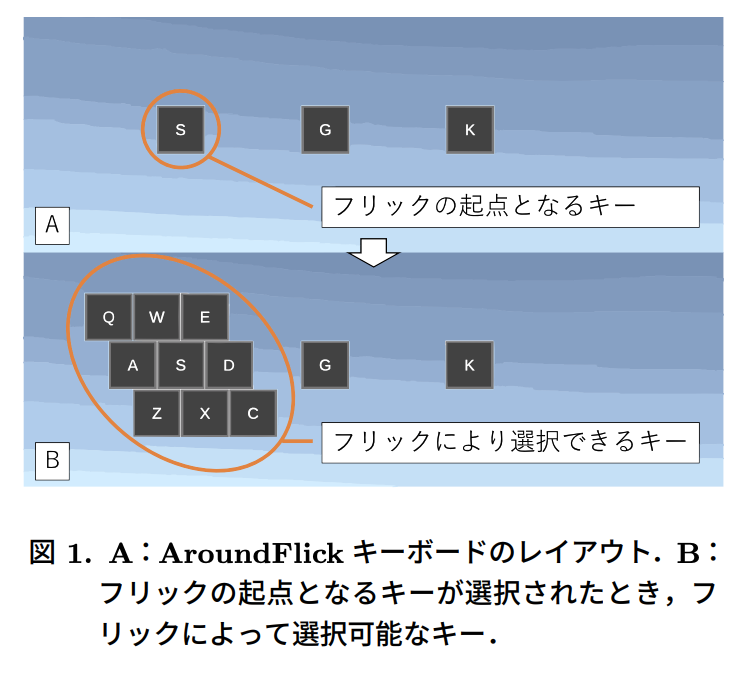 S G K
フリックの起点となるキー
A
Q W E
A S D G K
Z X C
フリックにより選択できるキー
B
図 1. A：AroundFlick キーボードのレイアウト．B：
フリックの起点となるキーが選択されたとき，フ
リックによって選択可能なキー．